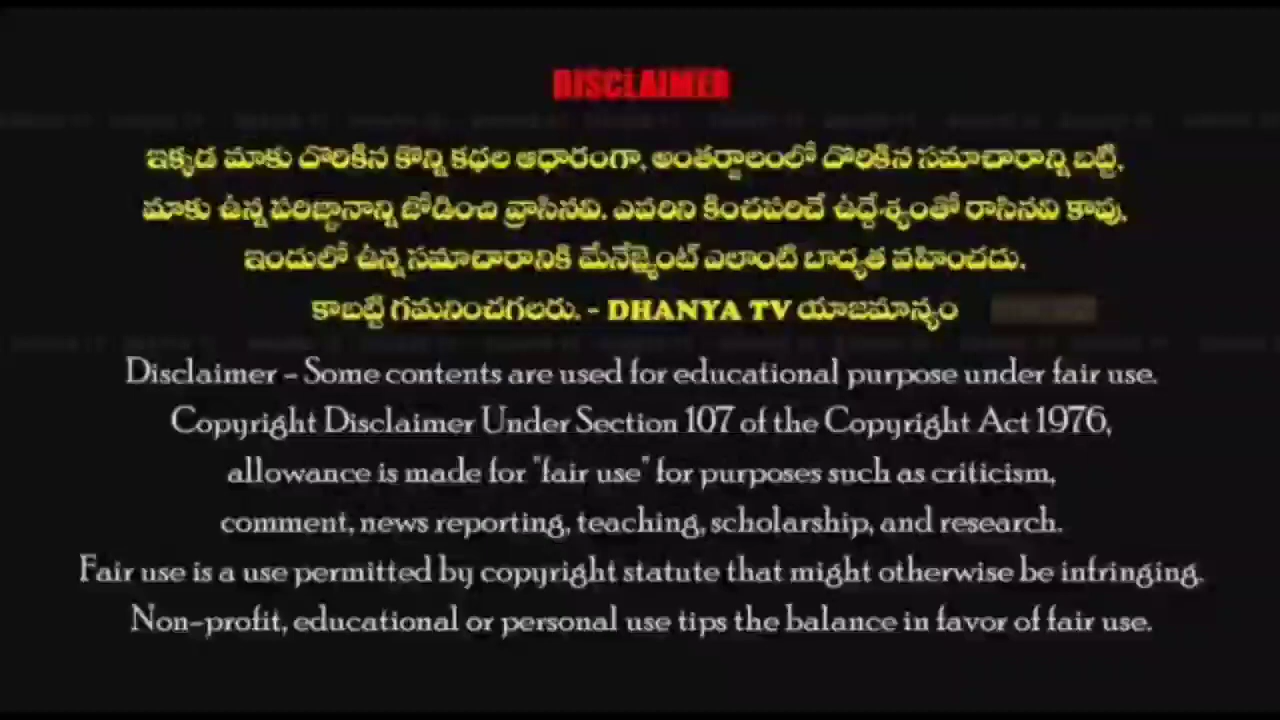 DISCLAIMER
ఇక్కడ మాకు దొరికిన కొన్ని కథల ఆధారంగా, అంతర్జాలంలో దొరికిన సమాచారాన్ని బట్టి,
మాకు ఉన్న పరిజ్ఞానాన్ని జోడించి వ్రాసినవి. ఎవరిని కించపరిచే ఉద్దేశ్యంతో రాసినవి కావు,
ఇందులో ఉన్న సమాచారానికి మేనేజ్మెంట్ ఎలాంటి బాధ్యత వహించదు.
కాబట్టి గమనించగలరు. - DHANYA TV యాజమాన్యం
Disclaimer - Some contents are used for educational purpose under fair use.
Copyright Disclaimer Under Section 107 of the Copyright Act 1976,
allowance is made for "fair use" for purposes such as criticism,
comment, news reporting, teaching, scholarship, and research.
Fair use is a use permitted by copyright statute that might otherwise be infringing.
Non-profit, educational or personal use tips the balance in favor of fair use.